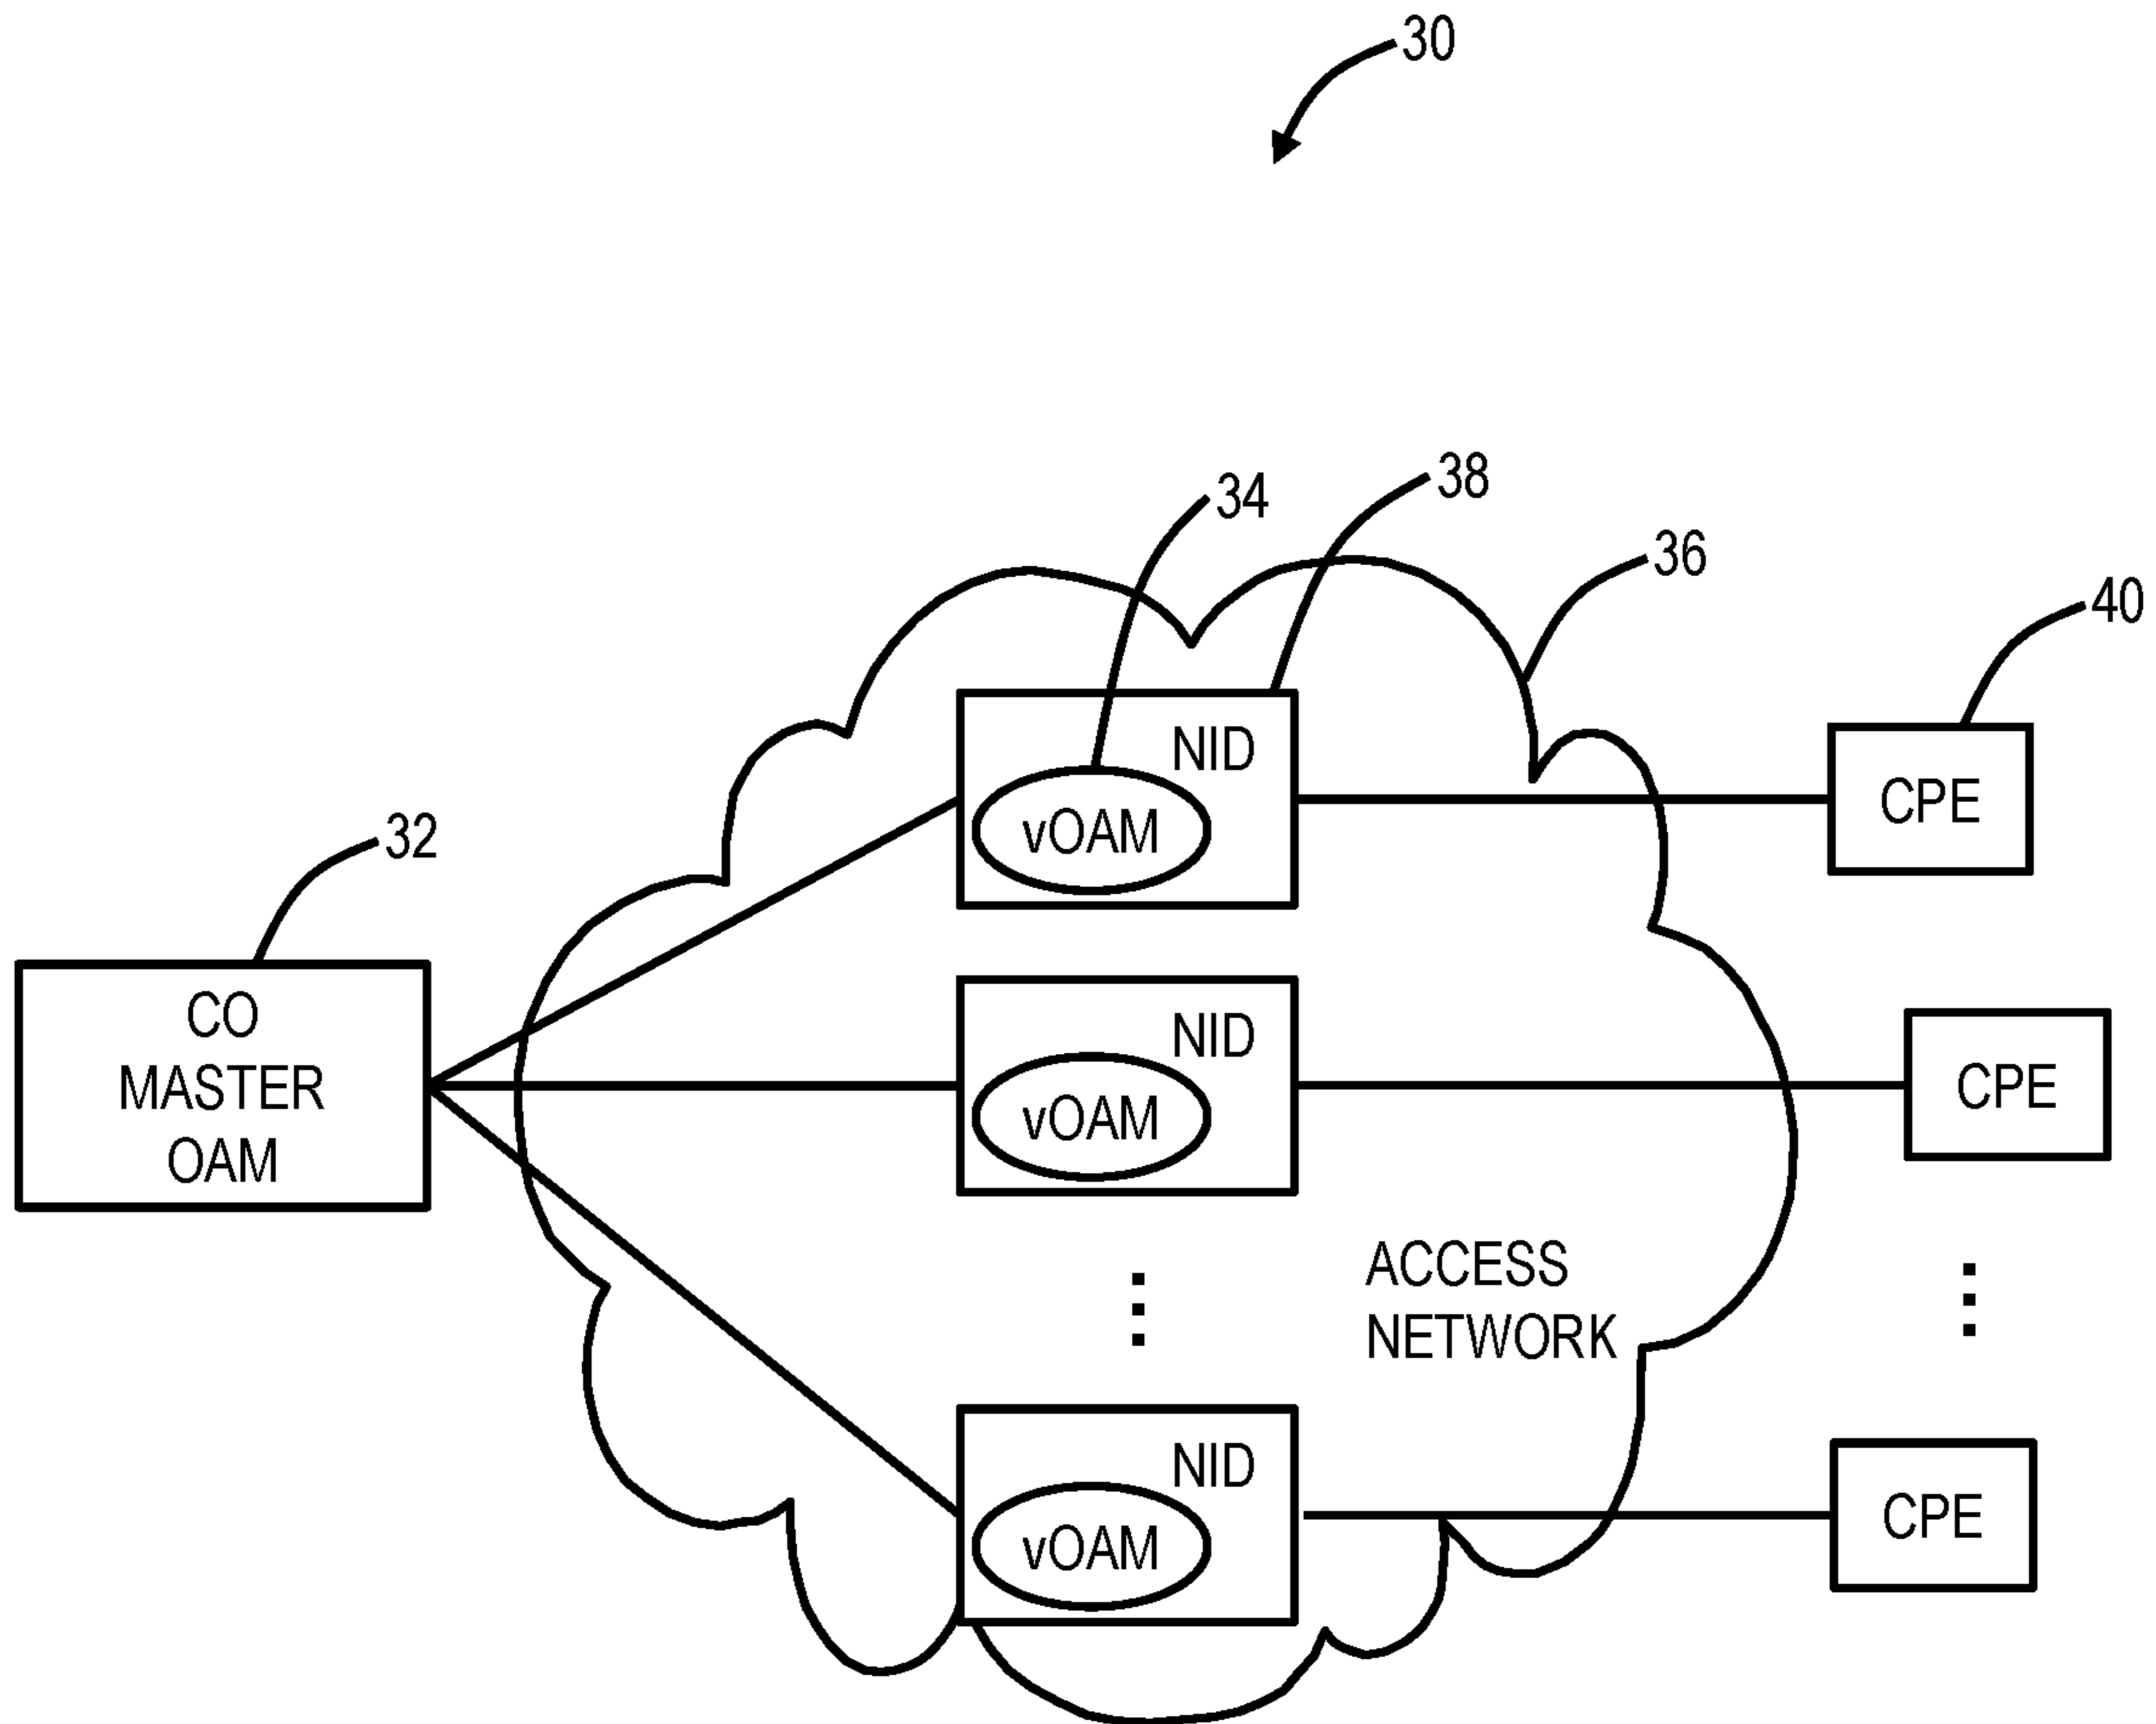 30
34
38
36
40
32
NID
vOAM
CPE
CO
MASTER
OAM
NID
vOAM
CPE
ACCESS
NETWORK
NID
vOAM
CPE